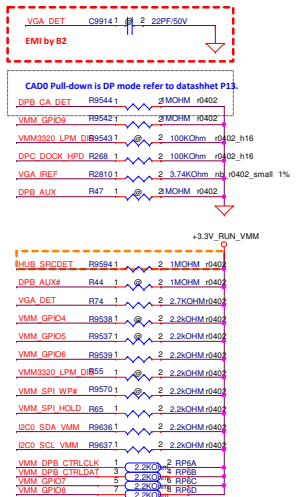 VGA_DET C9914 1 @ 2 22PF/50V
EMI by B2
CAD0 Pull-down is DP mode refer to datashhet P13.
DPB_CA_DET R9544 1 2 1MOHM r0402
VMM_GPIO9 R9542 1 2 1MOHM r0402
VMM3320_LPM_DIS R9543 1 @ 2 100KOhm r0402_h16
DPC_DOCK_HPD R268 1 2 100KOhm r0402_h16
VGA_IREF R2810 1 2 3.74KOhm nb_r0402_small 1%
DPB_AUX R47 1 @ 2 1MOHM r0402
+3.3V_RUN_VMM
HUB_SRCDET R9594 1 2 1MOHM r0402
DPB_AUX# R44 1 @ 2 1MOHM r0402
VGA_DET R74 1 2 2.7KOHM r0402
VMM_GPIO4 R9538 1 @ 2 2.2kOHM r0402
VMM_GPIO5 R9537 1 @ 2 2.2kOHM r0402
VMM_GPIO6 R9539 1 2 2.2kOHM r0402
VMM3320_LPM_DIS R55 1 @ 2 2.2kOHM r0402
VMM_SPI_WP# R9570 1 @ 2 2.2kOHM r0402
VMM_SPI_HOLD R65 1 2 2.2kOHM r0402
I2C0_SDA_VMM R9636 1 2 2.2kOHM r0402
I2C0_SCL_VMM R9637 1 2 2.2kOHM r0402
VMM_DPB_CTRLCLK 1 2.2KOhm 2 RP6A
VMM_DPB_CTRLDAT 3 2.2KOhm 4 RP6B
VMM_GPIO7 5 2.2KOhm 6 RP6C
VMM_GPIO8 7 2.2KOhm 8 RP6D